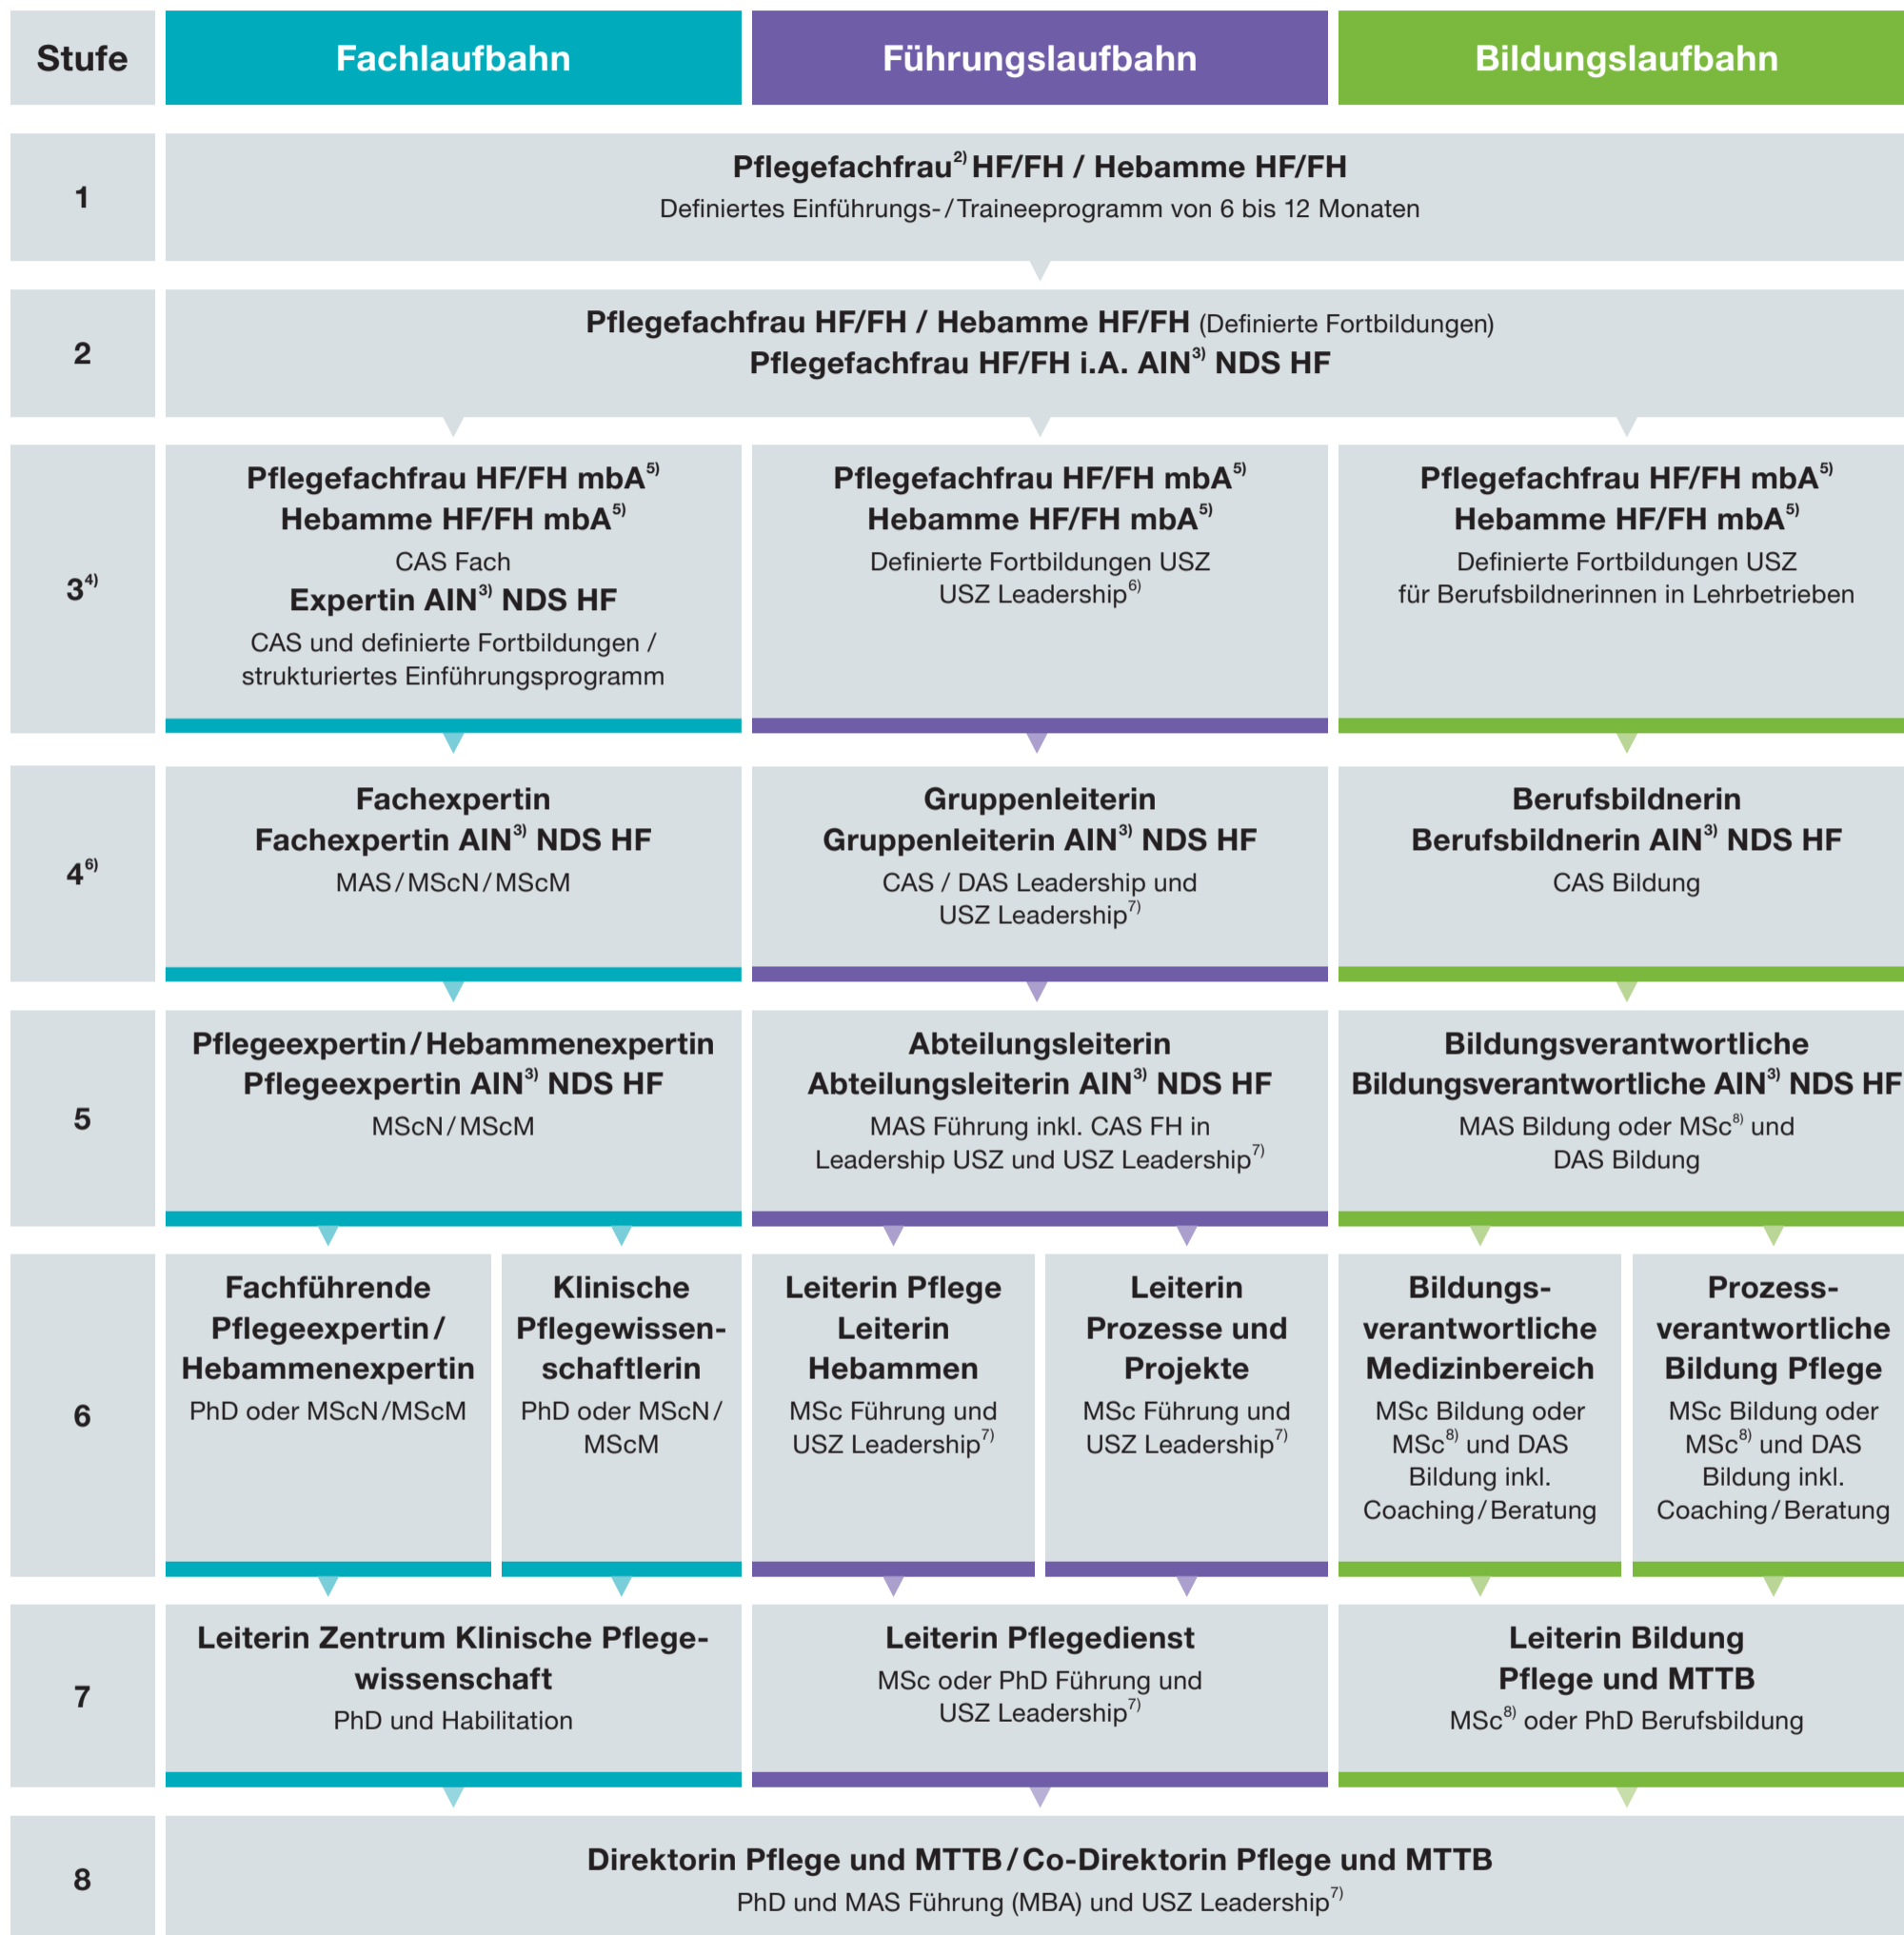 Stufe
Fachlaufbahn
Führungslaufbahn
Bildungslaufbahn
1
Pflegefachfrau²⁾ HF/FH / Hebamme HF/FH
Definiertes Einführungs-/Traineeprogramm von 6 bis 12 Monaten
2
Pflegefachfrau HF/FH / Hebamme HF/FH (Definierte Fortbildungen)
Pflegefachfrau HF/FH i.A. AIN³⁾ NDS HF
3⁴⁾
Pflegefachfrau HF/FH mbA⁵⁾
Hebamme HF/FH mbA⁵⁾
CAS Fach
Expertin AIN³⁾ NDS HF
CAS und definierte Fortbildungen /
strukturiertes Einführungsprogramm
Pflegefachfrau HF/FH mbA⁵⁾
Hebamme HF/FH mbA⁵⁾
Definierte Fortbildungen USZ
USZ Leadership⁶⁾
Pflegefachfrau HF/FH mbA⁵⁾
Hebamme HF/FH mbA⁵⁾
Definierte Fortbildungen USZ
für Berufsbildnerinnen in Lehrbetrieben
4⁶⁾
Fachexpertin
Fachexpertin AIN³⁾ NDS HF
MAS/MScN/MScM
Gruppenleiterin
Gruppenleiterin AIN³⁾ NDS HF
CAS / DAS Leadership und
USZ Leadership⁷⁾
Berufsbildnerin
Berufsbildnerin AIN³⁾ NDS HF
CAS Bildung
5
Pflegeexpertin/Hebammenexpertin
Pflegeexpertin AIN³⁾ NDS HF
MScN/MScM
Abteilungsleiterin
Abteilungsleiterin AIN³⁾ NDS HF
MAS Führung inkl. CAS FH in
Leadership USZ und USZ Leadership⁷⁾
Bildungsverantwortliche
Bildungsverantwortliche AIN³⁾ NDS HF
MAS Bildung oder MSc⁸⁾ und
DAS Bildung
6
Fachführende
Pflegeexpertin/
Hebammenexpertin
PhD oder MScN/MScM
Klinische
Pflegewissen-
schaftlerin
PhD oder MScN/
MScM
Leiterin Pflege
Leiterin
Hebammen
MSc Führung und
USZ Leadership⁷⁾
Leiterin
Prozesse und
Projekte
MSc Führung und
USZ Leadership⁷⁾
Bildungs-
verantwortliche
Medizinbereich
MSc Bildung oder
MSc⁸⁾ und DAS
Bildung inkl.
Coaching/Beratung
Prozess-
verantwortliche
Bildung Pflege
MSc Bildung oder
MSc⁸⁾ und DAS
Bildung inkl.
Coaching/Beratung
7
Leiterin Zentrum Klinische Pflege-
wissenschaft
PhD und Habilitation
Leiterin Pflegedienst
MSc oder PhD Führung und
USZ Leadership⁷⁾
Leiterin Bildung
Pflege und MTTB
MSc⁸⁾ oder PhD Berufsbildung
8
Direktorin Pflege und MTTB/Co-Direktorin Pflege und MTTB
PhD und MAS Führung (MBA) und USZ Leadership⁷⁾